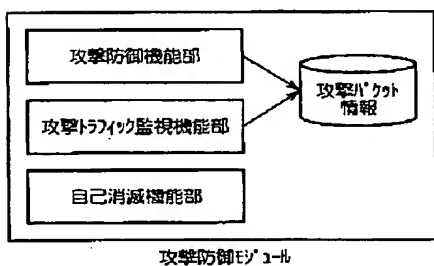 攻撃防御機能部
攻撃トラフィック監視機能部
自己消滅機能部
攻撃パケット
情報
攻撃防御モジュール